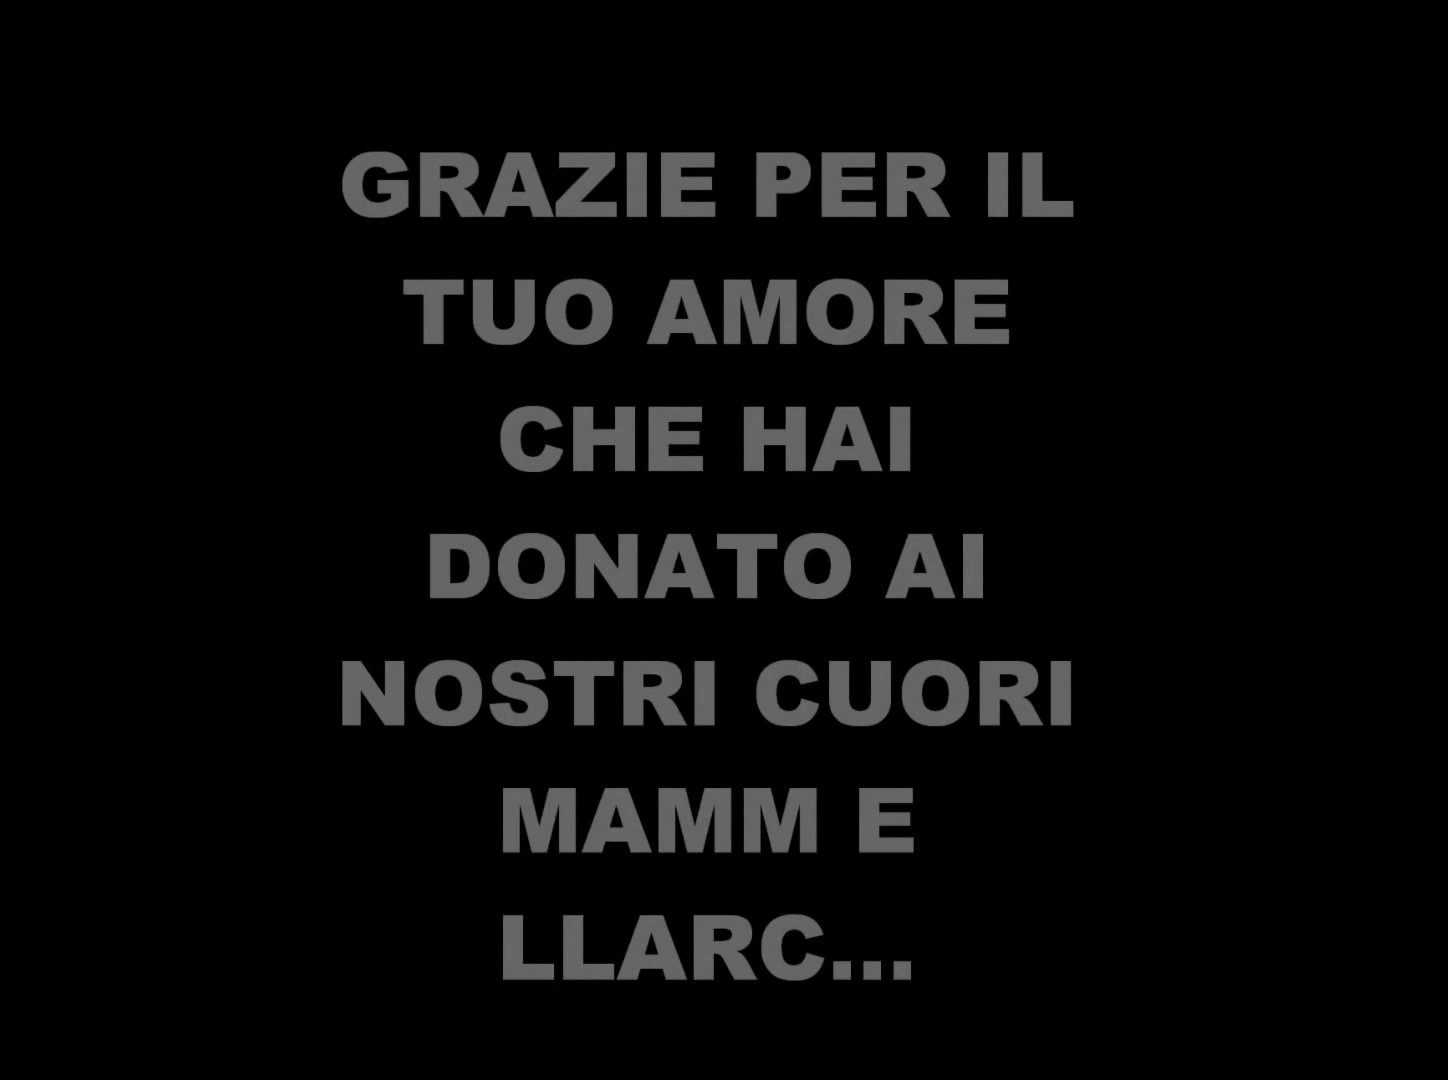 GRAZIE PER IL
TUO AMORE
CHE HAI
DONATO AI
NOSTRI CUORI
MAMM E
LLARC...